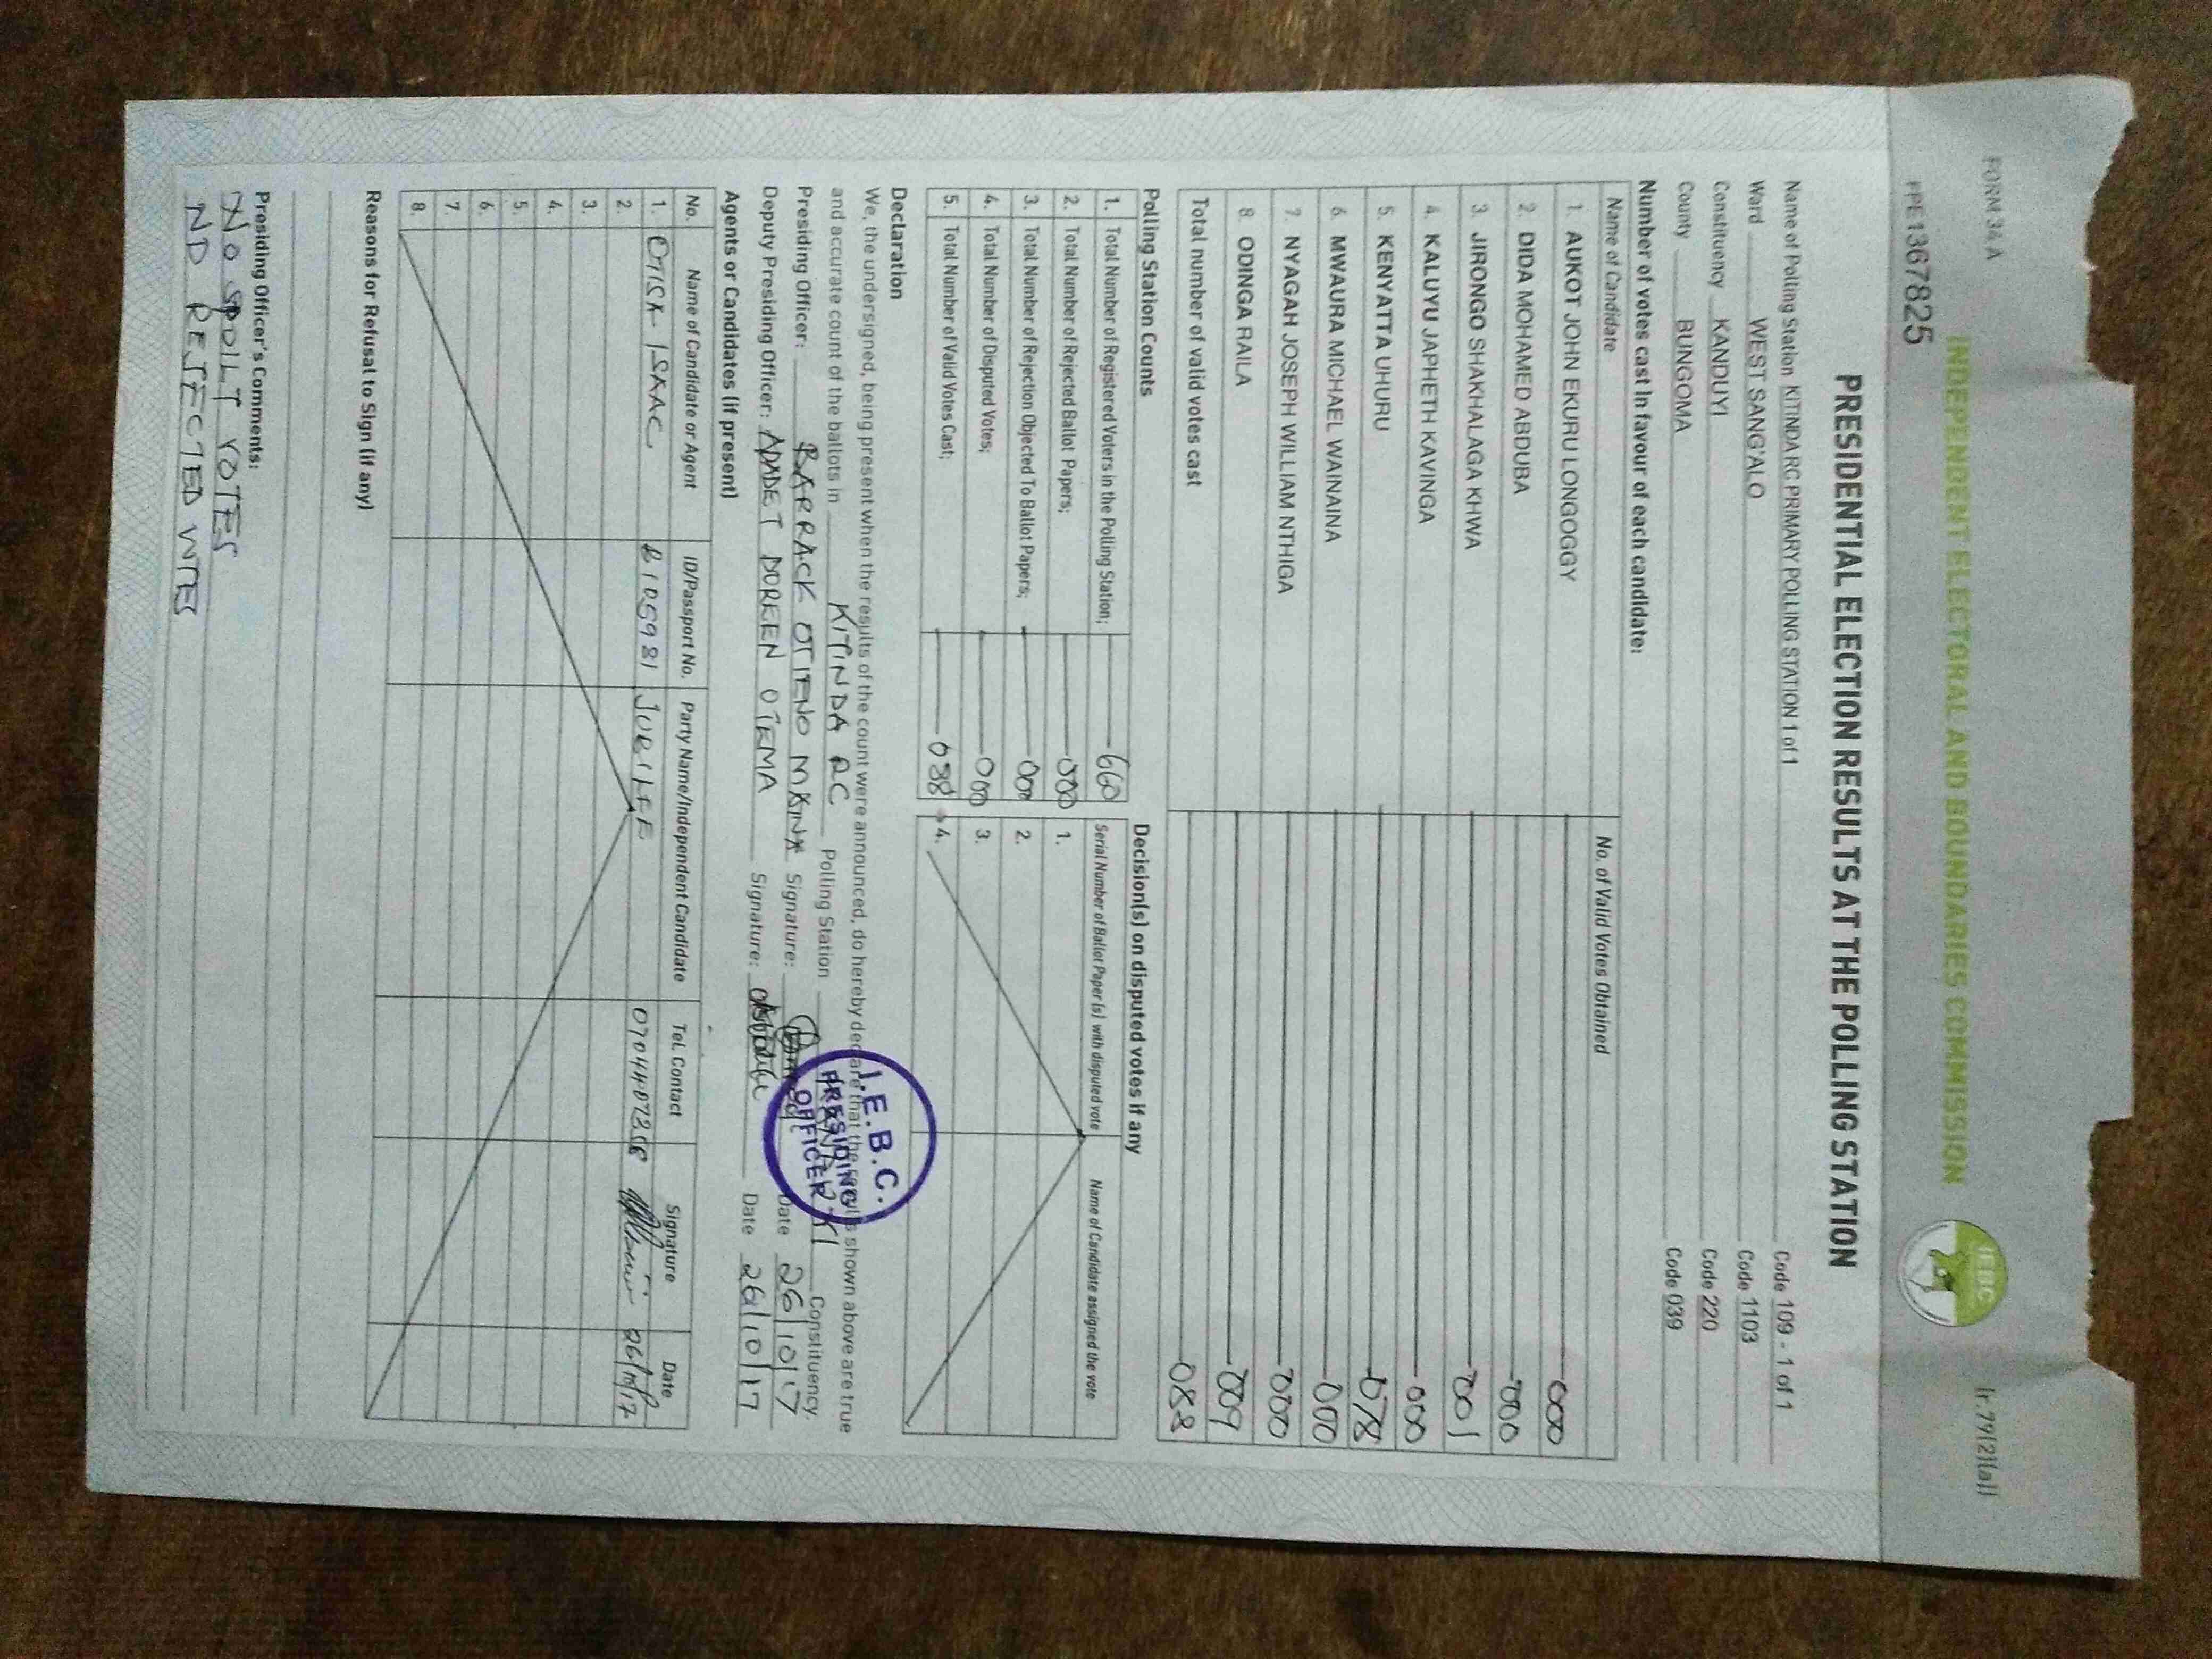 FORM 34A (r.79(2)(a))
INDEPENDENT ELECTORAL AND BOUNDARIES COMMISSION
IEBC
PPE1367825
PRESIDENTIAL ELECTION RESULTS AT THE POLLING STATION
Name of Polling Station KITINDA RC PRIMARY POLLING STATION 1 of 1 Code 109 - 1 of 1
Ward WEST SANG'ALO Code 1103
Constituency KANDUYI Code 220
County BUNGOMA Code 039
Number of votes cast In favour of each candidate:
Name of Candidate No. of Valid Votes Obtained
1. AUKOT JOHN EKURU LONGOGGY 000
2. DIDA MOHAMED ABDUBA 000
3. JIRONGO SHAKHALAGA KHWA 001
4. KALUYU JAPHETH KAVINGA 000
5. KENYATTA UHURU 078
6. MWAURA MICHAEL WAINAINA 000
7. NYAGAH JOSEPH WILLIAM NTHIGA 000
8. ODINGA RAILA 009
Total number of valid votes cast 088
Polling Station Counts
1. Total Number of Registered Voters in the Polling Station; 660
2. Total Number of Rejected Ballot Papers; 000
3. Total Number of Rejection Objected To Ballot Papers; 000
4. Total Number of Disputed Votes; 000
5. Total Number of Valid Votes Cast; 088
Decision(s) on disputed votes if any
Serial Number of Ballot Paper (s) with disputed vote Name of Candidate assigned the vote
1.
2.
3.
4.
Declaration
We, the undersigned, being present when the results of the count were announced, do hereby declare that the results shown above are true
and accurate count of the ballots in KITINDA RC Polling Station Constituency.
Presiding Officer: BARRACK OTIENO Signature: Date 26/10/17
Deputy Presiding Officer: DOREEN OTEMA Signature: Date 26/10/17
I.E.B.C.
PRESIDING
OFFICER
Agents or Candidates (if present)
No. Name of Candidate or Agent ID/Passport No. Party Name/Independent Candidate Tel. Contact Signature Date
1. OTISA ISAAC 2105981 JUBILEE 0704407258 26/10/17
2.
3.
4.
5.
6.
7.
8.
Reasons for Refusal to Sign (if any)
Presiding Officer's Comments:
NO SPOILT VOTES
NO REJECTED VOTES